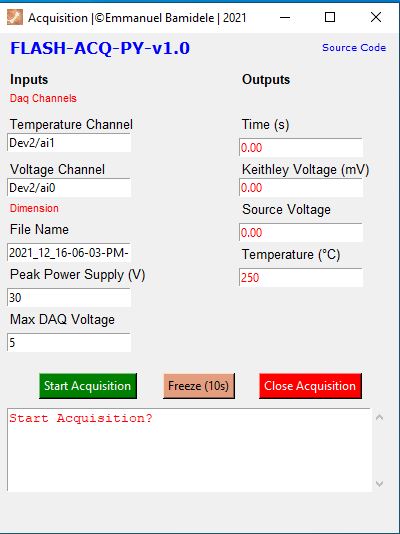 Acquisition |©Emmanuel Bamidele | 2021
FLASH-ACQ-PY-v1.0
Source Code
Inputs
Outputs
Daq Channels
Temperature Channel
Time (s)
Dev2/ai1
0.00
Voltage Channel
Keithley Voltage (mV)
Dev2/ai0
0.00
Dimension
Source Voltage
File Name
0.00
2021_12_16-06-03-PM-
Temperature (°C)
Peak Power Supply (V)
250
30
Max DAQ Voltage
5
Start Acquisition
Freeze (10s)
Close Acquisition
Start Acquisition?